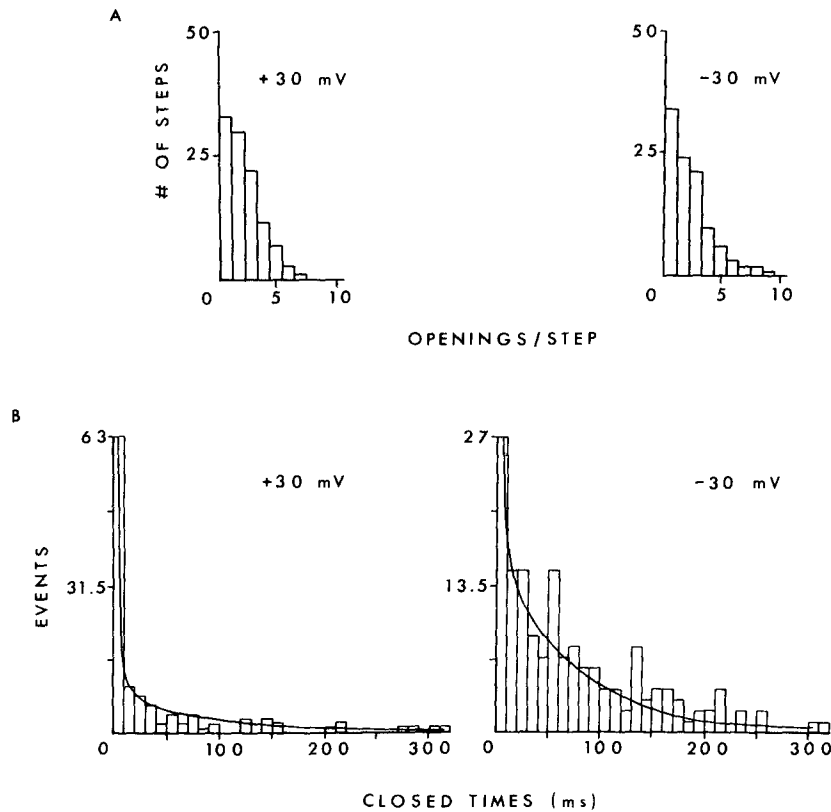 A
50
25
# OF STEPS
+30 mV
0 5 10
50
25
-30 mV
0 5 10
OPENINGS/STEP
B
63
31.5
EVENTS
+30 mV
0 100 200 300
27
13.5
-30 mV
0 100 200 300
CLOSED TIMES (ms)